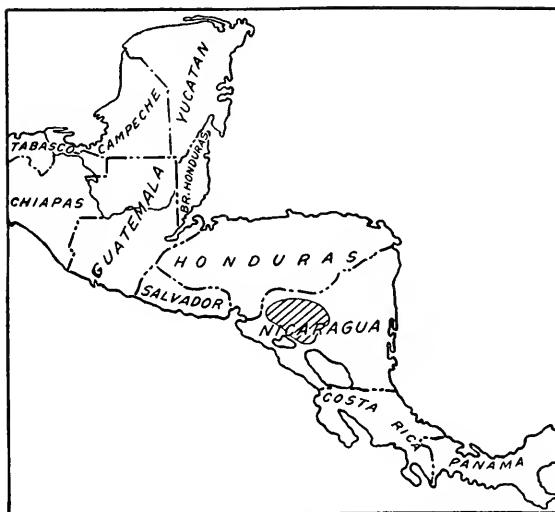 YUCATAN
CAMPECHE
TABASCO
BR. HONDURAS
CHIAPAS
GUATEMALA
HONDURAS
SALVADOR
NICARAGUA
COSTA RICA
PANAMA